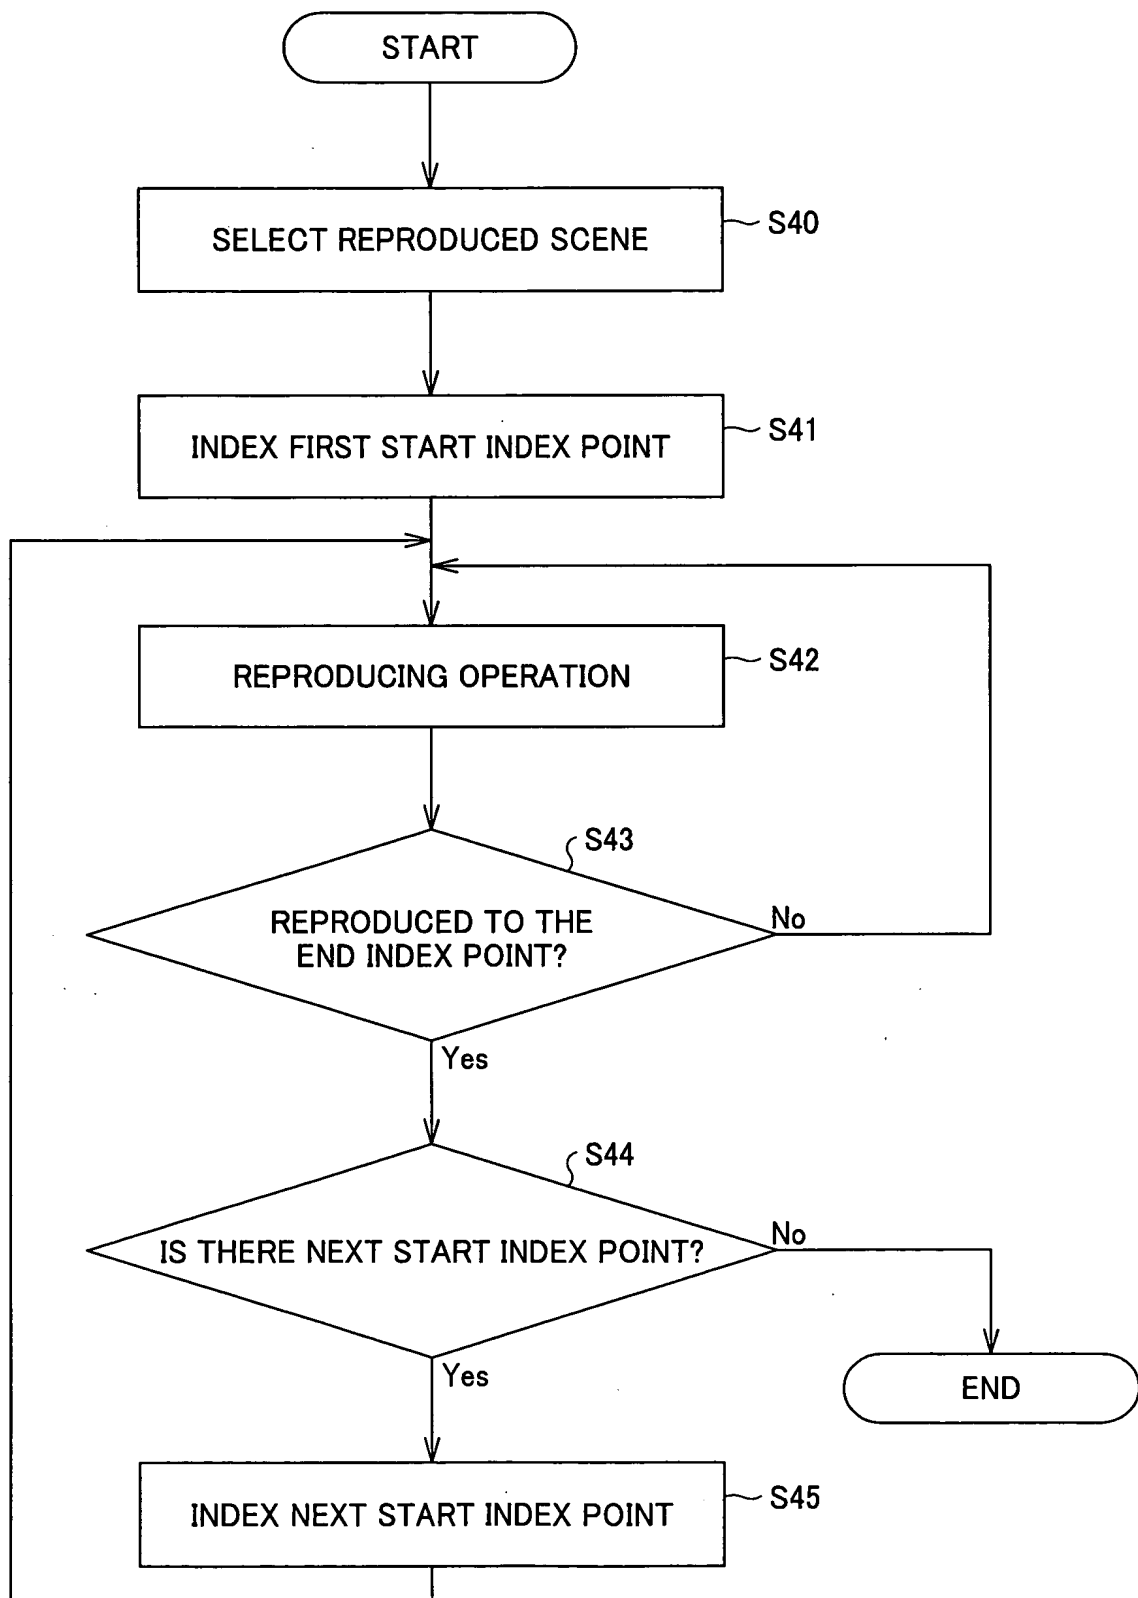 START
SELECT REPRODUCED SCENE
S40
INDEX FIRST START INDEX POINT
S41
REPRODUCING OPERATION
S42
S43
REPRODUCED TO THE
END INDEX POINT?
No
Yes
S44
IS THERE NEXT START INDEX POINT?
No
Yes
END
INDEX NEXT START INDEX POINT
S45